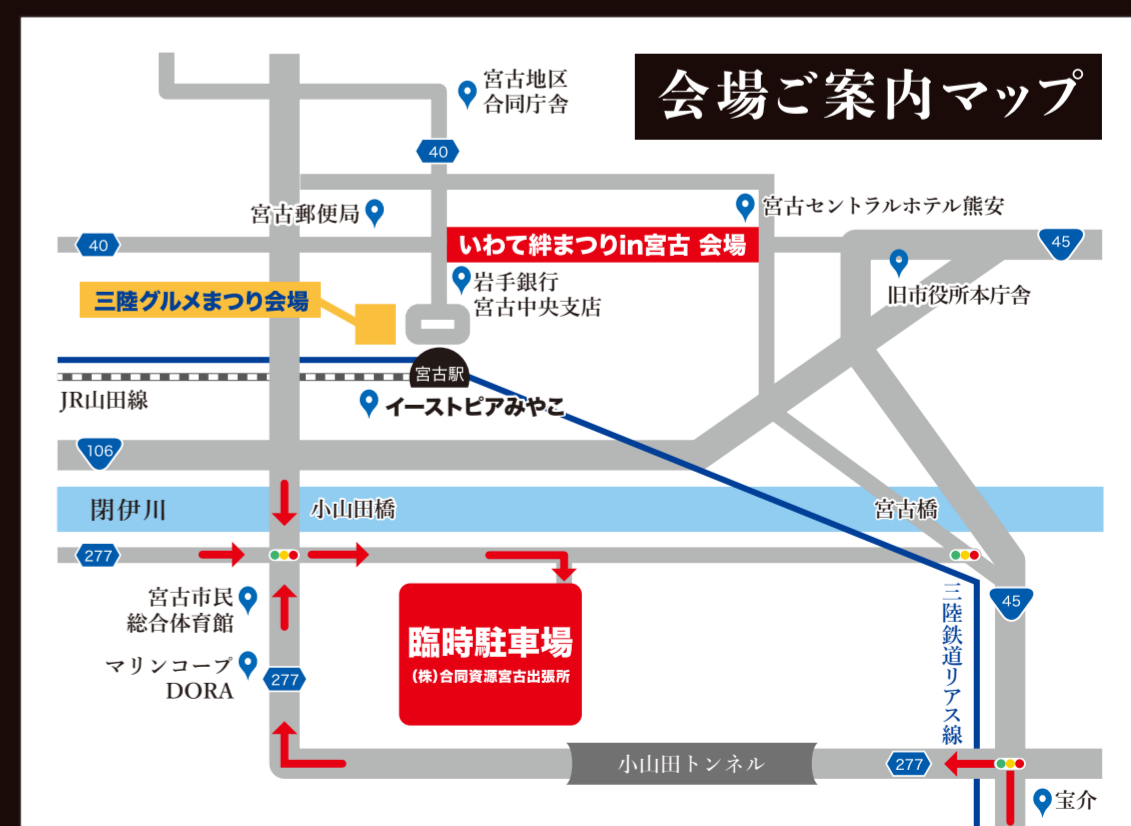 会場ご案内マップ
宮古地区
合同庁舎
40
宮古郵便局
宮古セントラルホテル熊安
40
いわて絆まつりin宮古 会場
45
岩手銀行
宮古中央支店
旧市役所本庁舎
三陸グルメまつり会場
宮古駅
JR山田線
イーストピアみやこ
106
閉伊川
小山田橋
宮古橋
277
宮古市民
総合体育館
45
臨時駐車場
(株)合同資源宮古出張所
三陸鉄道リアス線
マリンコープ
DORA
277
小山田トンネル
277
宝介